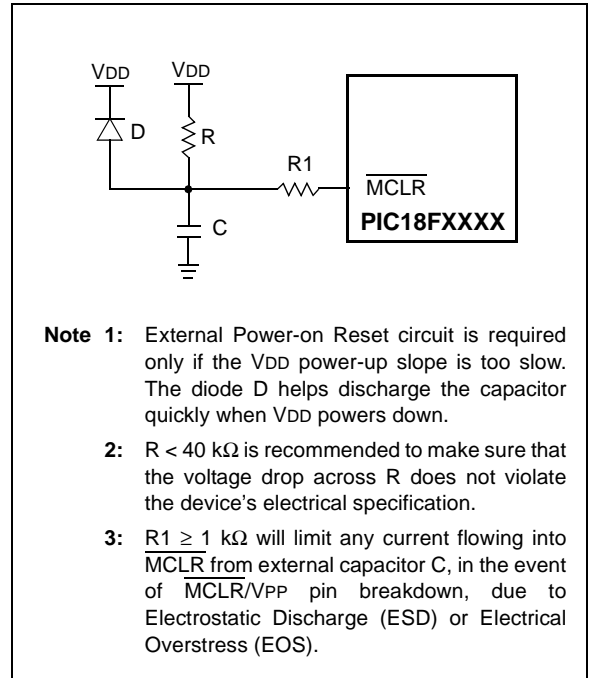 VDD VDD
D
R
R1
C
MCLR
PIC18FXXXX
Note 1: External Power-on Reset circuit is required
only if the VDD power-up slope is too slow.
The diode D helps discharge the capacitor
quickly when VDD powers down.
2: R < 40 kΩ is recommended to make sure that
the voltage drop across R does not violate
the device's electrical specification.
3: R1 ≥ 1 kΩ will limit any current flowing into
MCLR from external capacitor C, in the event
of MCLR/VPP pin breakdown, due to
Electrostatic Discharge (ESD) or Electrical
Overstress (EOS).